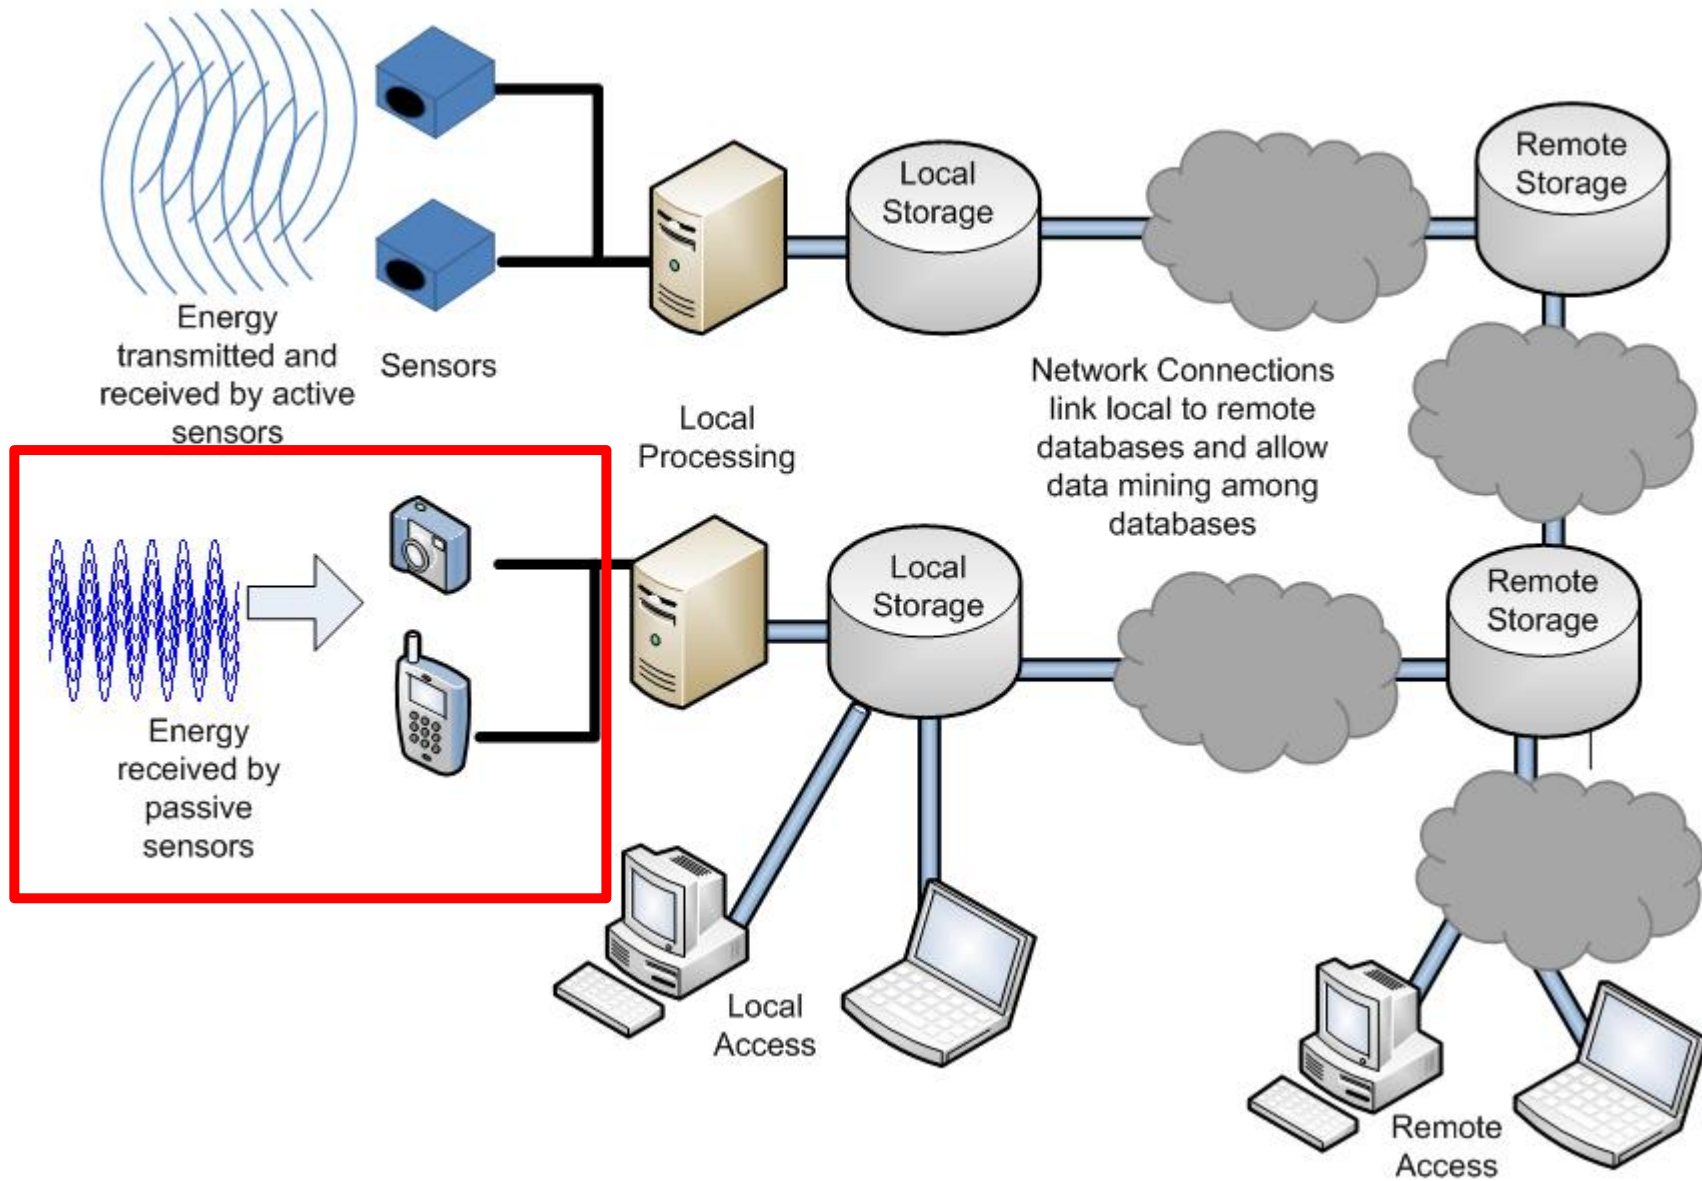 Energy
transmitted and
received by active
sensors
Sensors
Local
Storage
Remote
Storage
Local
Processing
Network Connections
link local to remote
databases and allow
data mining among
databases
Energy
received by
passive
sensors
Local
Storage
Remote
Storage
Local
Access
Remote
Access